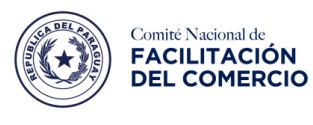 REPUBLICA DEL PARAGUAY
Comité Nacional de
FACILITACIÓN
DEL COMERCIO